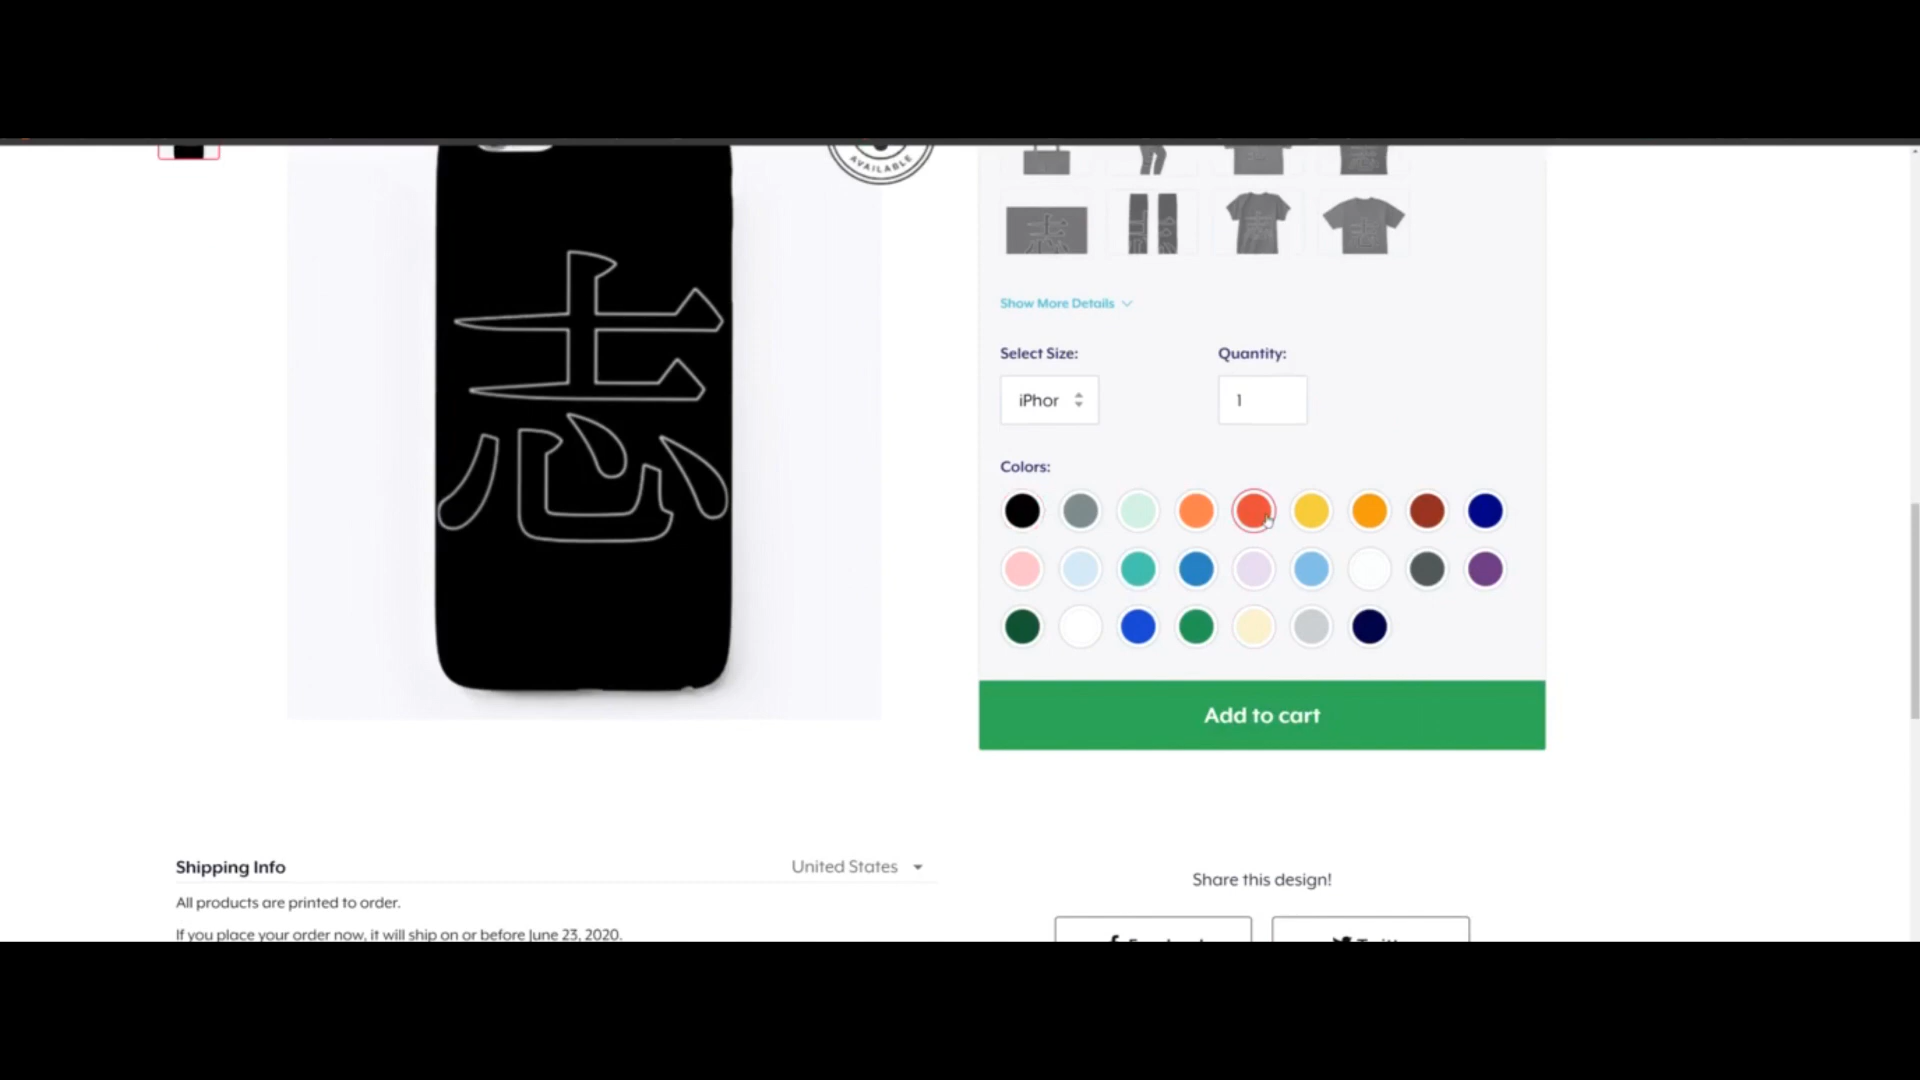 AVAILABLE
志
Show More Details
Select Size:
Quantity:
iPhor
1
Colors:
Add to cart
Shipping Info
United States
Share this design!
All products are printed to order.
If you place your order now, it will ship on or before June 23, 2020.